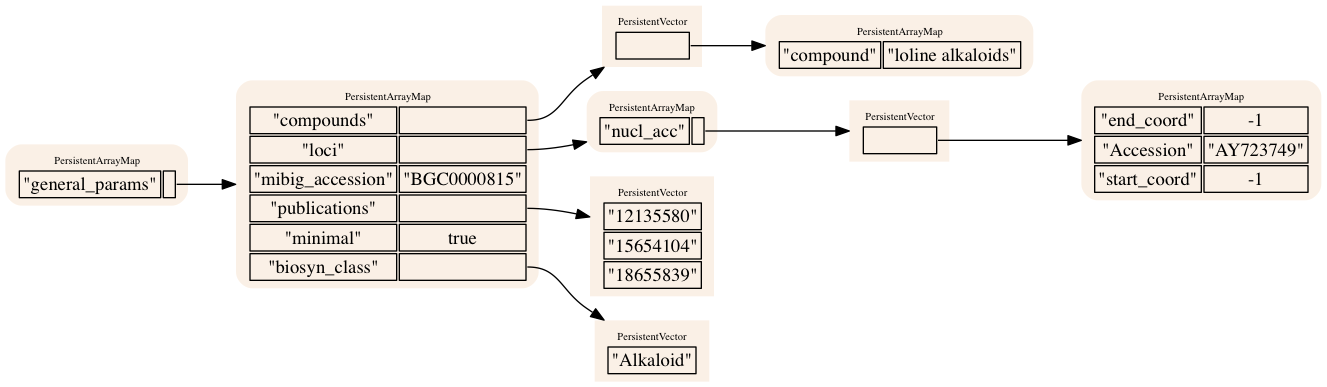 PersistentArrayMap
"general_params"
PersistentArrayMap
"compounds"
"loci"
"mibig_accession" "BGC0000815"
"publications"
"minimal" true
"biosyn_class"
PersistentVector
PersistentArrayMap
"compound" "loline alkaloids"
PersistentArrayMap
"nucl_acc"
PersistentVector
PersistentArrayMap
"end_coord" -1
"Accession" "AY723749"
"start_coord" -1
PersistentVector
"12135580"
"15654104"
"18655839"
PersistentVector
"Alkaloid"